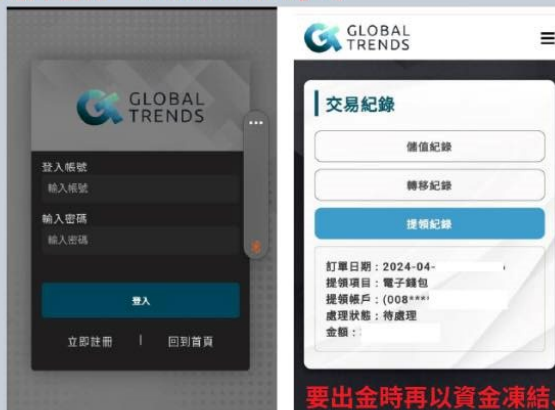 GLOBAL
TRENDS
登入帳號
輸入帳號
輸入密碼
輸入密碼
登入
立即註冊 | 回到首頁
GLOBAL
TRENDS
交易紀錄
儲值紀錄
轉移紀錄
提領紀錄
訂單日期：2024-04-
提領項目：電子錢包
提領帳戶：(008***
處理狀態：待處理
金額：
要出金時再以資金凍結